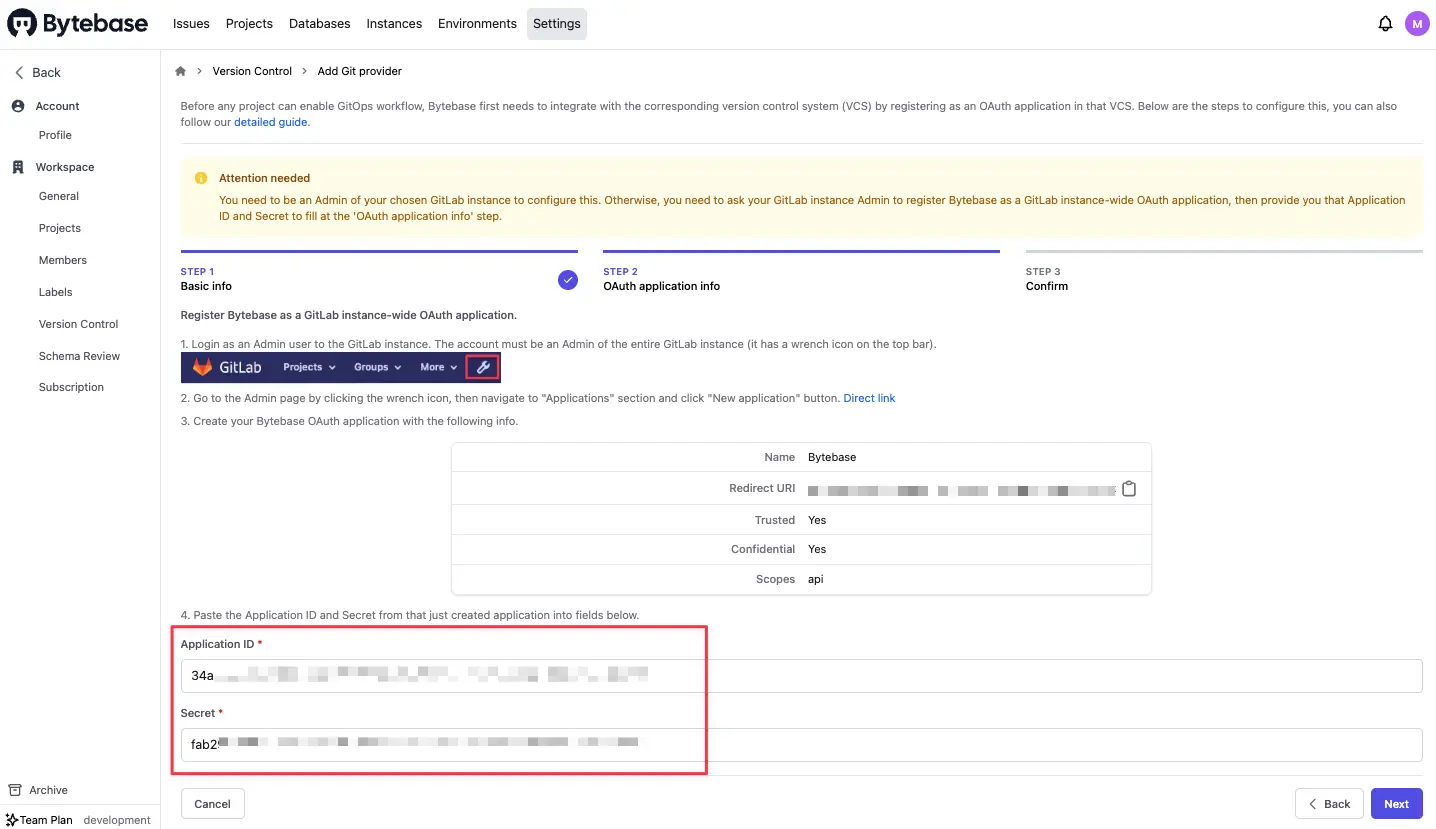 Bytebase
Issues Projects Databases Instances Environments Settings
M
Back
Account
Profile
Workspace
General
Projects
Members
Labels
Version Control
Schema Review
Subscription
Archive
Team Plan development
Version Control > Add Git provider
Before any project can enable GitOps workflow, Bytebase first needs to integrate with the corresponding version control system (VCS) by registering as an OAuth application in that VCS. Below are the steps to configure this, you can also
follow our detailed guide.
Attention needed
You need to be an Admin of your chosen GitLab instance to configure this. Otherwise, you need to ask your GitLab instance Admin to register Bytebase as a GitLab instance-wide OAuth application, then provide you that Application
ID and Secret to fill at the 'OAuth application info' step.
STEP 1
Basic info
STEP 2
OAuth application info
STEP 3
Confirm
Register Bytebase as a GitLab instance-wide OAuth application.
1. Login as an Admin user to the GitLab instance. The account must be an Admin of the entire GitLab instance (it has a wrench icon on the top bar).
GitLab Projects Groups More
2. Go to the Admin page by clicking the wrench icon, then navigate to "Applications" section and click "New application" button. Direct link
3. Create your Bytebase OAuth application with the following info.
Name Bytebase
Redirect URI
Trusted Yes
Confidential Yes
Scopes api
4. Paste the Application ID and Secret from that just created application into fields below.
Application ID *
34a
Secret *
fab2
Cancel
Back
Next